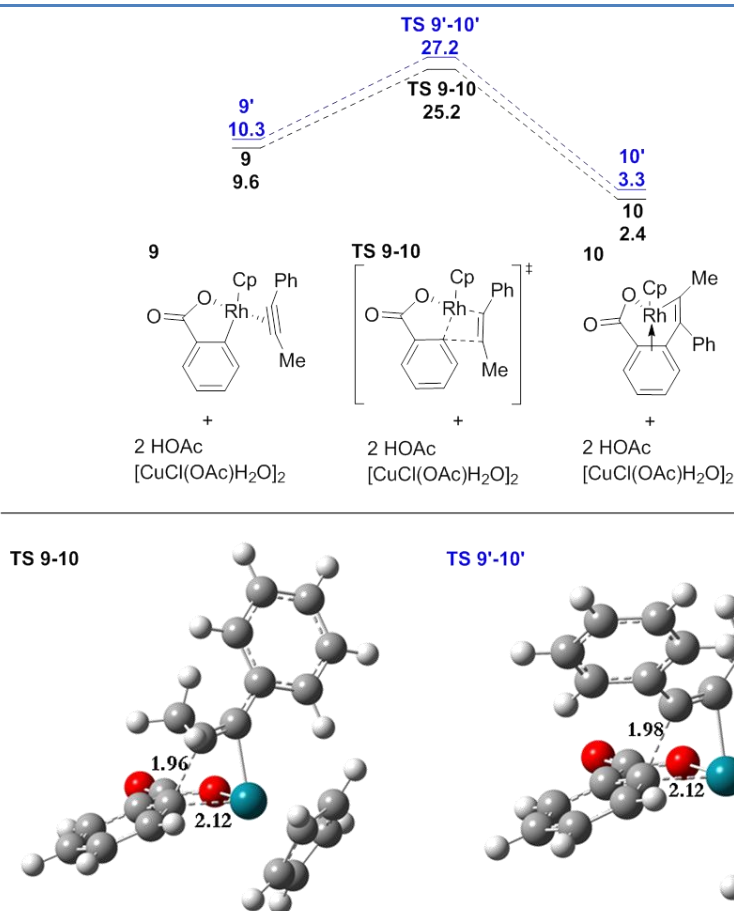 TS 9'-10'
27.2
TS 9-10
25.2
9'
10.3
9
9.6
10'
3.3
10
2.4
9
TS 9-10
10
Cp
Ph
O
Rh
O
Me
‡
Cp
Ph
O
Rh
O
Me
Me
Cp
O
Rh
O
Ph
+
+
+
2 HOAc
[CuCl(OAc)H₂O]₂
2 HOAc
[CuCl(OAc)H₂O]₂
2 HOAc
[CuCl(OAc)H₂O]₂
TS 9-10
TS 9'-10'
1.96
2.12
1.98
2.12